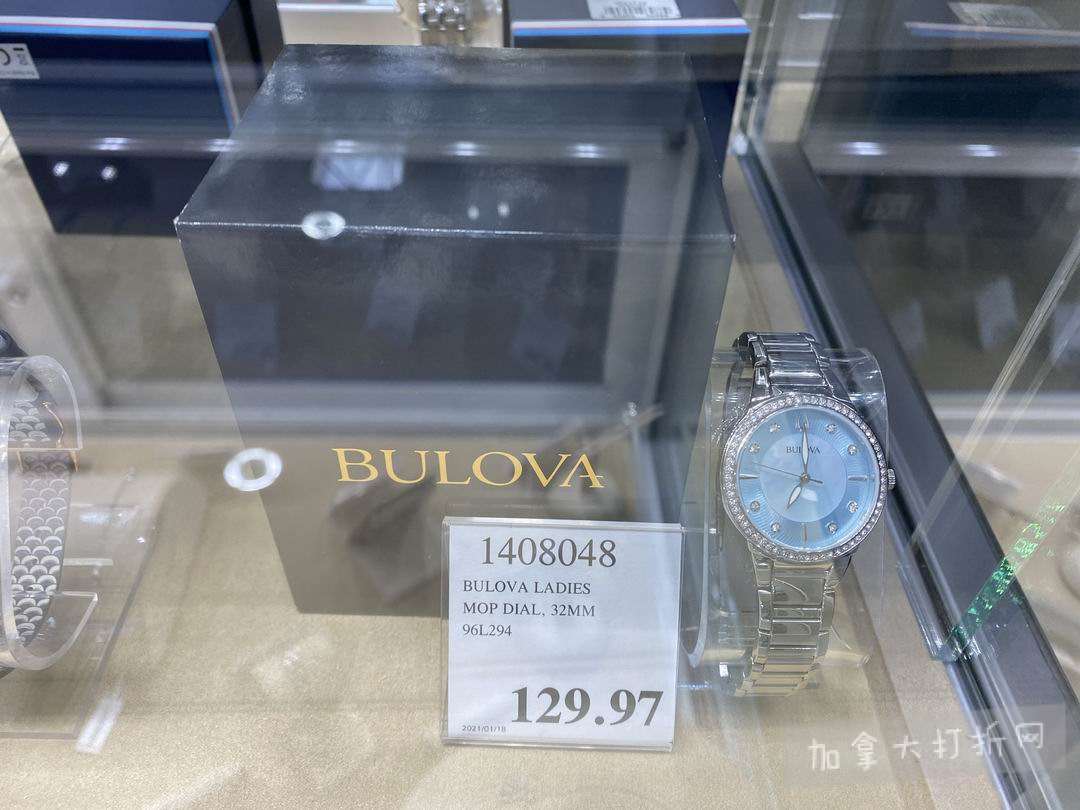 BULOVA
BULOVA
1408048
BULOVA LADIES
MOP DIAL, 32MM
96L294
129.97
2021/01/18
加拿大打折网